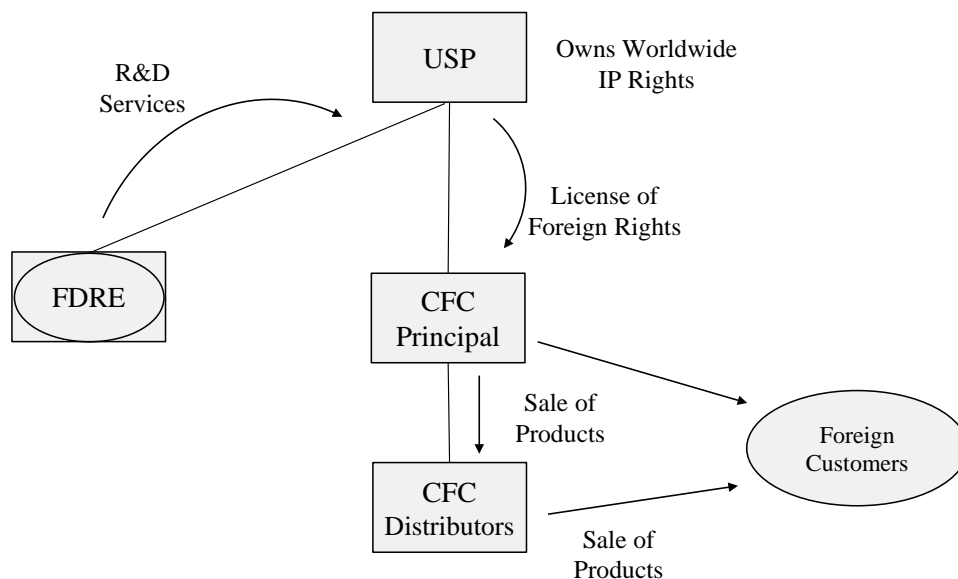 USP
Owns Worldwide
IP Rights
R&D
Services
License of
Foreign Rights
FDRE
CFC
Principal
Sale of
Products
Foreign
Customers
CFC
Distributors
Sale of
Products